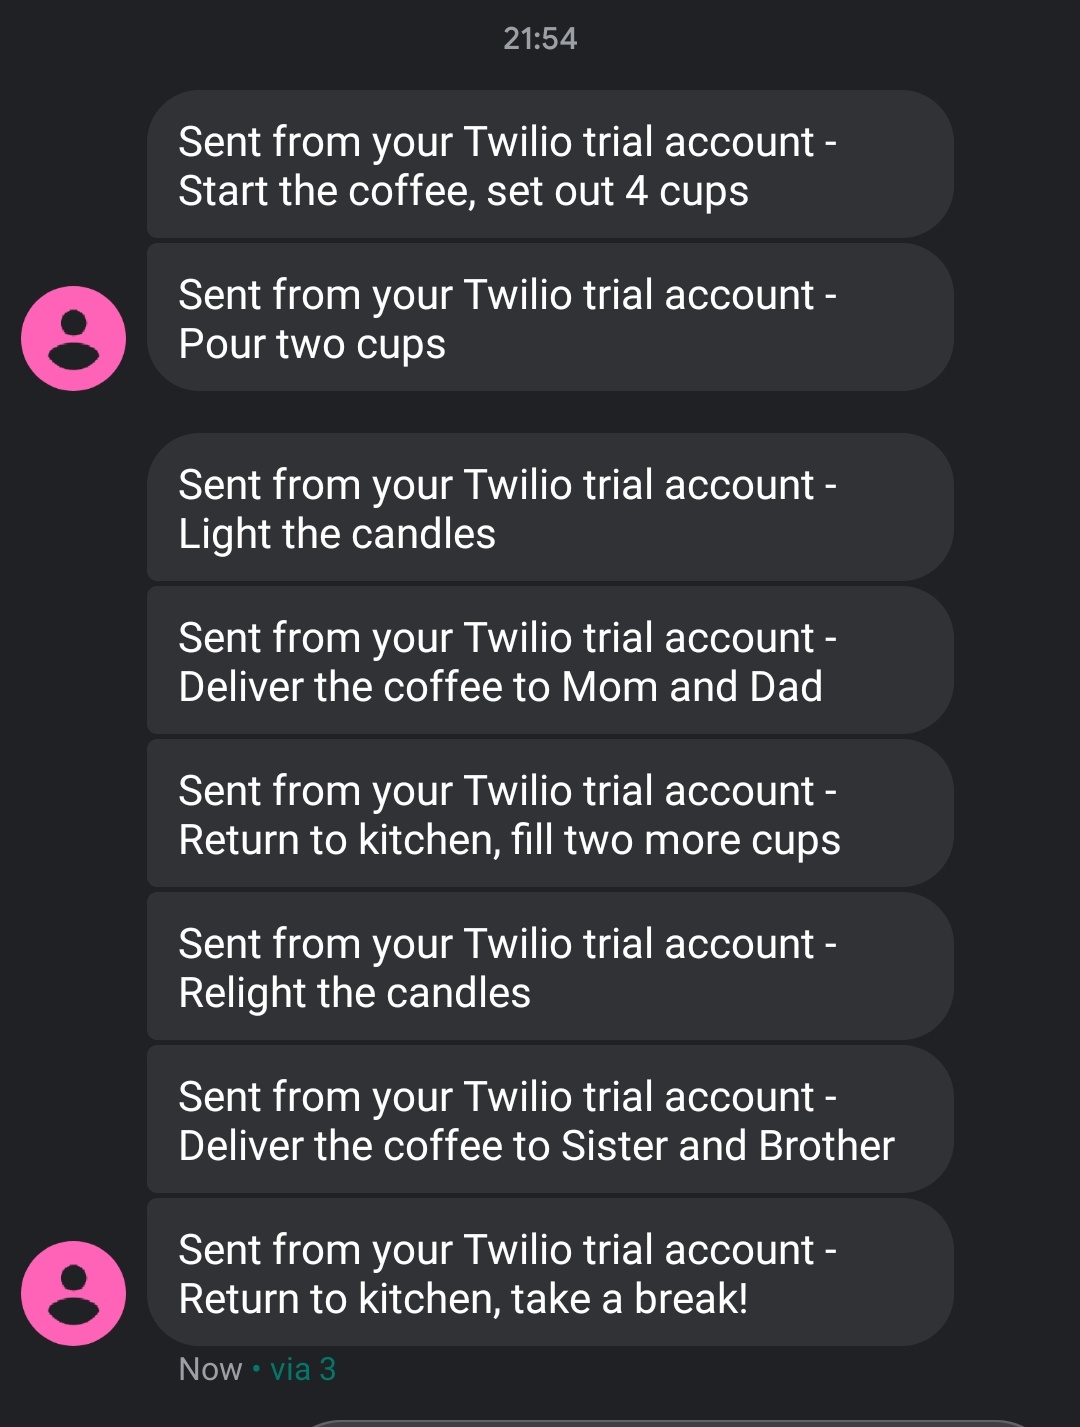 21:54
Sent from your Twilio trial account -
Start the coffee, set out 4 cups
Sent from your Twilio trial account -
Pour two cups
Sent from your Twilio trial account -
Light the candles
Sent from your Twilio trial account -
Deliver the coffee to Mom and Dad
Sent from your Twilio trial account -
Return to kitchen, fill two more cups
Sent from your Twilio trial account -
Relight the candles
Sent from your Twilio trial account -
Deliver the coffee to Sister and Brother
Sent from your Twilio trial account -
Return to kitchen, take a break!
Now • via 3